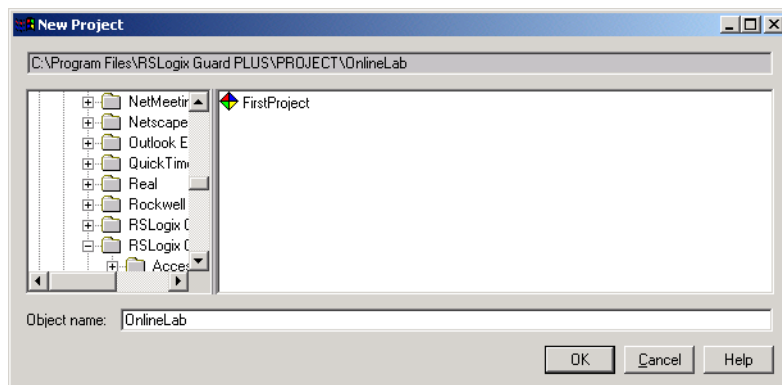 New Project
C:\Program Files\RSLogix Guard PLUS\PROJECT\OnlineLab
NetMeetin
Netscape
Outlook E
QuickTim
Real
Rockwell
RSLogix
RSLogix
Acces
FirstProject
Object name: OnlineLab
OK Cancel Help